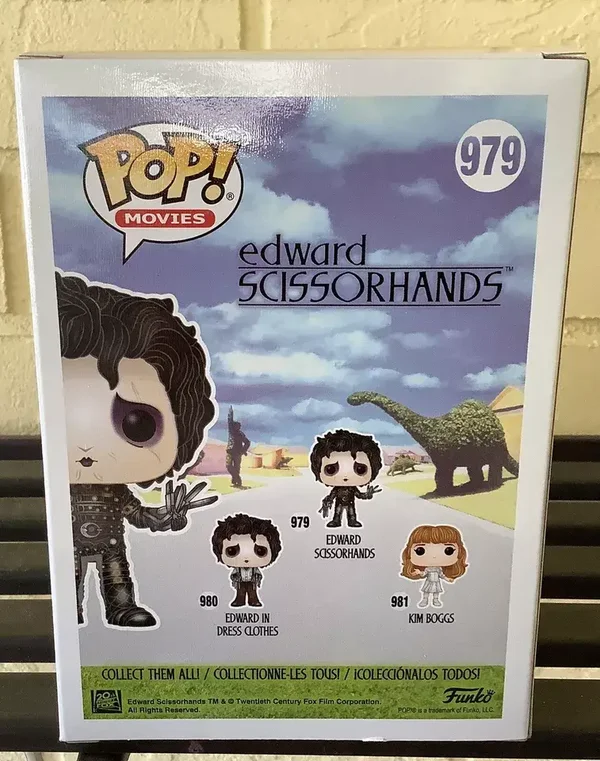 POP!®
MOVIES
979
edward
SCISSORHANDS™
979
EDWARD
SCISSORHANDS
980
EDWARD IN
DRESS CLOTHES
981
KIM BOGGS
COLLECT THEM ALL! / COLLECTIONNE-LES TOUS! / ¡COLECCIÓNALOS TODOS!
20th
FOX
Edward Scissorhands TM & © Twentieth Century Fox Film Corporation.
All Rights Reserved.
Funko®
POP!® is a trademark of Funko, LLC.